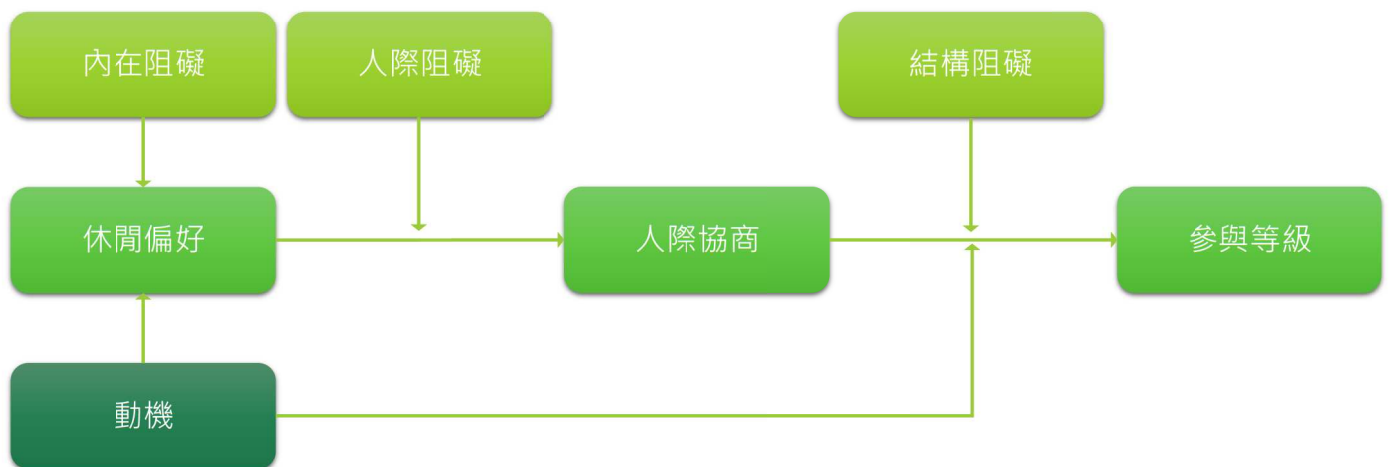 內在阻礙
人際阻礙
結構阻礙
休閒偏好
人際協商
參與等級
動機